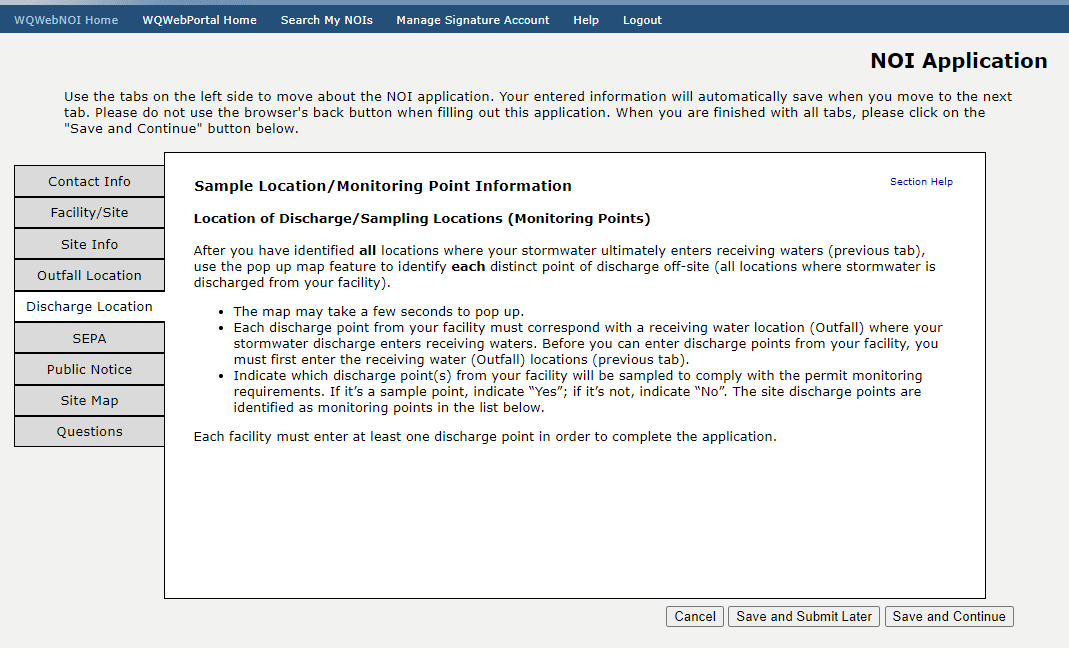 WQWebNOI Home WQWebPortal Home Search My NOIs Manage Signature Account Help Logout
NOI Application
Use the tabs on the left side to move about the NOI application. Your entered information will automatically save when you move to the next
tab. Please do not use the browser's back button when filling out this application. When you are finished with all tabs, please click on the
"Save and Continue" button below.
Contact Info
Facility/Site
Site Info
Outfall Location
Discharge Location
SEPA
Public Notice
Site Map
Questions
Sample Location/Monitoring Point Information
Section Help
Location of Discharge/Sampling Locations (Monitoring Points)
After you have identified all locations where your stormwater ultimately enters receiving waters (previous tab),
use the pop up map feature to identify each distinct point of discharge off-site (all locations where stormwater is
discharged from your facility).
• The map may take a few seconds to pop up.
• Each discharge point from your facility must correspond with a receiving water location (Outfall) where your
stormwater discharge enters receiving waters. Before you can enter discharge points from your facility, you
must first enter the receiving water (Outfall) locations (previous tab).
• Indicate which discharge point(s) from your facility will be sampled to comply with the permit monitoring
requirements. If it’s a sample point, indicate “Yes”; if it’s not, indicate “No”. The site discharge points are
identified as monitoring points in the list below.
Each facility must enter at least one discharge point in order to complete the application.
Cancel Save and Submit Later Save and Continue